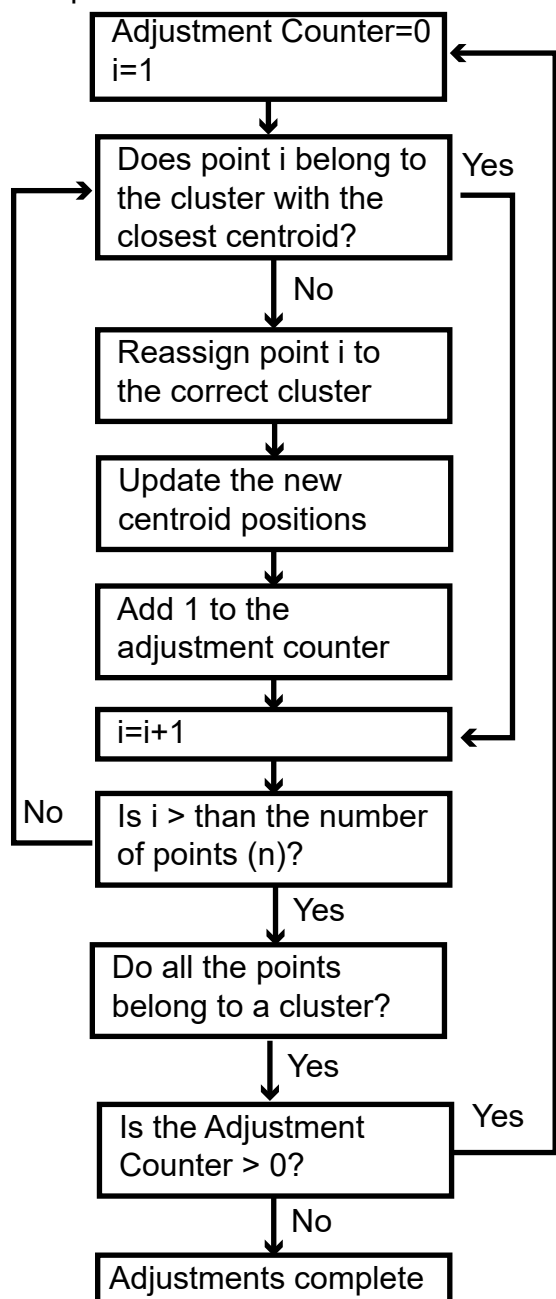 Adjustment Counter=0
i=1
Does point i belong to
the cluster with the
closest centroid?
Yes
No
Reassign point i to
the correct cluster
Update the new
centroid positions
Add 1 to the
adjustment counter
i=i+1
No
Is i > than the number
of points (n)?
Yes
Do all the points
belong to a cluster?
Yes
Is the Adjustment
Counter > 0?
Yes
No
Adjustments complete